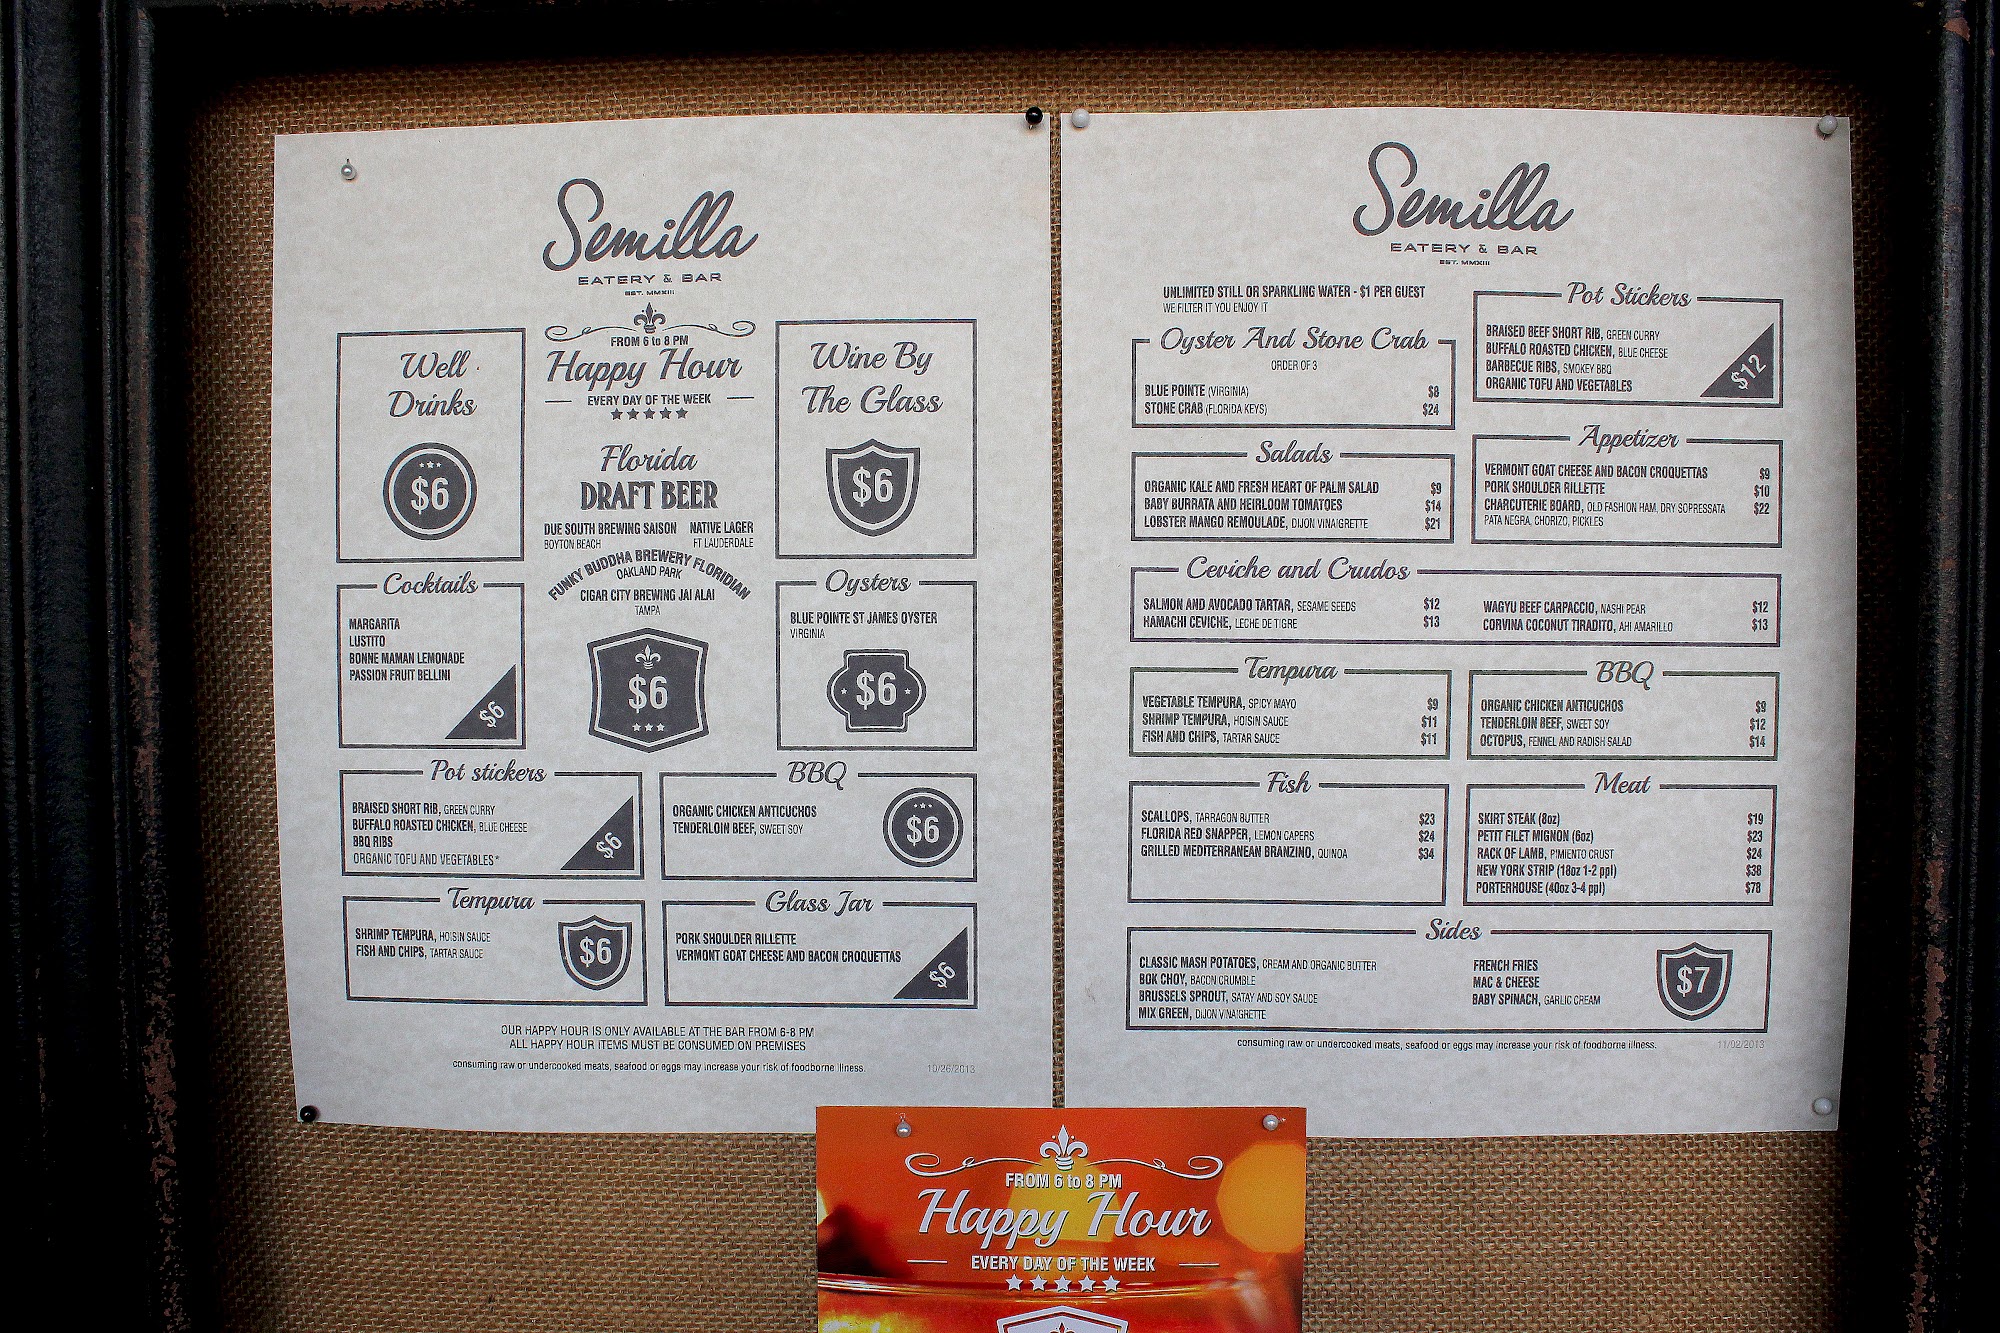 Semilla
EATERY & BAR
EST. MMXIII
FROM 6 to 8 PM
Happy Hour
EVERY DAY OF THE WEEK
Well
Drinks
$6
Florida
DRAFT BEER
DUE SOUTH BREWING SAISON
BOYTON BEACH
NATIVE LAGER
FT LAUDERDALE
FUNKY BUDDHA BREWERY FLORIDIAN
OAKLAND PARK
CIGAR CITY BREWING JAI ALAI
TAMPA
$6
Wine By
The Glass
$6
Cocktails
MARGARITA
LUSTITO
BONNE MAMAN LEMONADE
PASSION FRUIT BELLINI
$6
Oysters
BLUE POINTE ST JAMES OYSTER
VIRGINIA
$6
Pot stickers
BRAISED SHORT RIB, GREEN CURRY
BUFFALO ROASTED CHICKEN, BLUE CHEESE
BBQ RIBS
ORGANIC TOFU AND VEGETABLES*
$6
BBQ
ORGANIC CHICKEN ANTICUCHOS
TENDERLOIN BEEF, SWEET SOY
$6
Tempura
SHRIMP TEMPURA, HOISIN SAUCE
FISH AND CHIPS, TARTAR SAUCE
$6
Glass Jar
PORK SHOULDER RILLETTE
VERMONT GOAT CHEESE AND BACON CROQUETTAS
$6
OUR HAPPY HOUR IS ONLY AVAILABLE AT THE BAR FROM 6-8 PM
ALL HAPPY HOUR ITEMS MUST BE CONSUMED ON PREMISES
consuming raw or undercooked meats, seafood or eggs may increase your risk of foodborne illness.
10/26/2013
Semilla
EATERY & BAR
EST. MMXIII
UNLIMITED STILL OR SPARKLING WATER - $1 PER GUEST
WE FILTER IT YOU ENJOY IT
Oyster And Stone Crab
ORDER OF 3
BLUE POINTE (VIRGINIA) $8
STONE CRAB (FLORIDA KEYS) $24
Pot Stickers
BRAISED BEEF SHORT RIB, GREEN CURRY
BUFFALO ROASTED CHICKEN, BLUE CHEESE
BARBECUE RIBS, SMOKEY BBQ
ORGANIC TOFU AND VEGETABLES
$12
Salads
ORGANIC KALE AND FRESH HEART OF PALM SALAD $9
BABY BURRATA AND HEIRLOOM TOMATOES $14
LOBSTER MANGO REMOULADE, DIJON VINAIGRETTE $21
Appetizer
VERMONT GOAT CHEESE AND BACON CROQUETTAS $9
PORK SHOULDER RILLETTE $10
CHARCUTERIE BOARD, OLD FASHION HAM, DRY SOPRESSATA $22
PATA NEGRA, CHORIZO, PICKLES
Ceviche and Crudos
SALMON AND AVOCADO TARTAR, SESAME SEEDS $12
HAMACHI CEVICHE, LECHE DE TIGRE $13
WAGYU BEEF CARPACCIO, NASHI PEAR $12
CORVINA COCONUT TIRADITO, AHI AMARILLO $13
Tempura
VEGETABLE TEMPURA, SPICY MAYO $9
SHRIMP TEMPURA, HOISIN SAUCE $11
FISH AND CHIPS, TARTAR SAUCE $11
BBQ
ORGANIC CHICKEN ANTICUCHOS $9
TENDERLOIN BEEF, SWEET SOY $12
OCTOPUS, FENNEL AND RADISH SALAD $14
Fish
SCALLOPS, TARRAGON BUTTER $23
FLORIDA RED SNAPPER, LEMON CAPERS $24
GRILLED MEDITERRANEAN BRANZINO, QUINOA $34
Meat
SKIRT STEAK (8oz) $19
PETIT FILET MIGNON (6oz) $23
RACK OF LAMB, PIMIENTO CRUST $24
NEW YORK STRIP (18oz 1-2 ppl) $38
PORTERHOUSE (40oz 3-4 ppl) $78
Sides
CLASSIC MASH POTATOES, CREAM AND ORGANIC BUTTER
BOK CHOY, BACON CRUMBLE
BRUSSELS SPROUT, SATAY AND SOY SAUCE
MIX GREEN, DIJON VINAIGRETTE
FRENCH FRIES
MAC & CHEESE
BABY SPINACH, GARLIC CREAM
$7
consuming raw or undercooked meats, seafood or eggs may increase your risk of foodborne illness.
11/02/2013
FROM 6 to 8 PM
Happy Hour
EVERY DAY OF THE WEEK